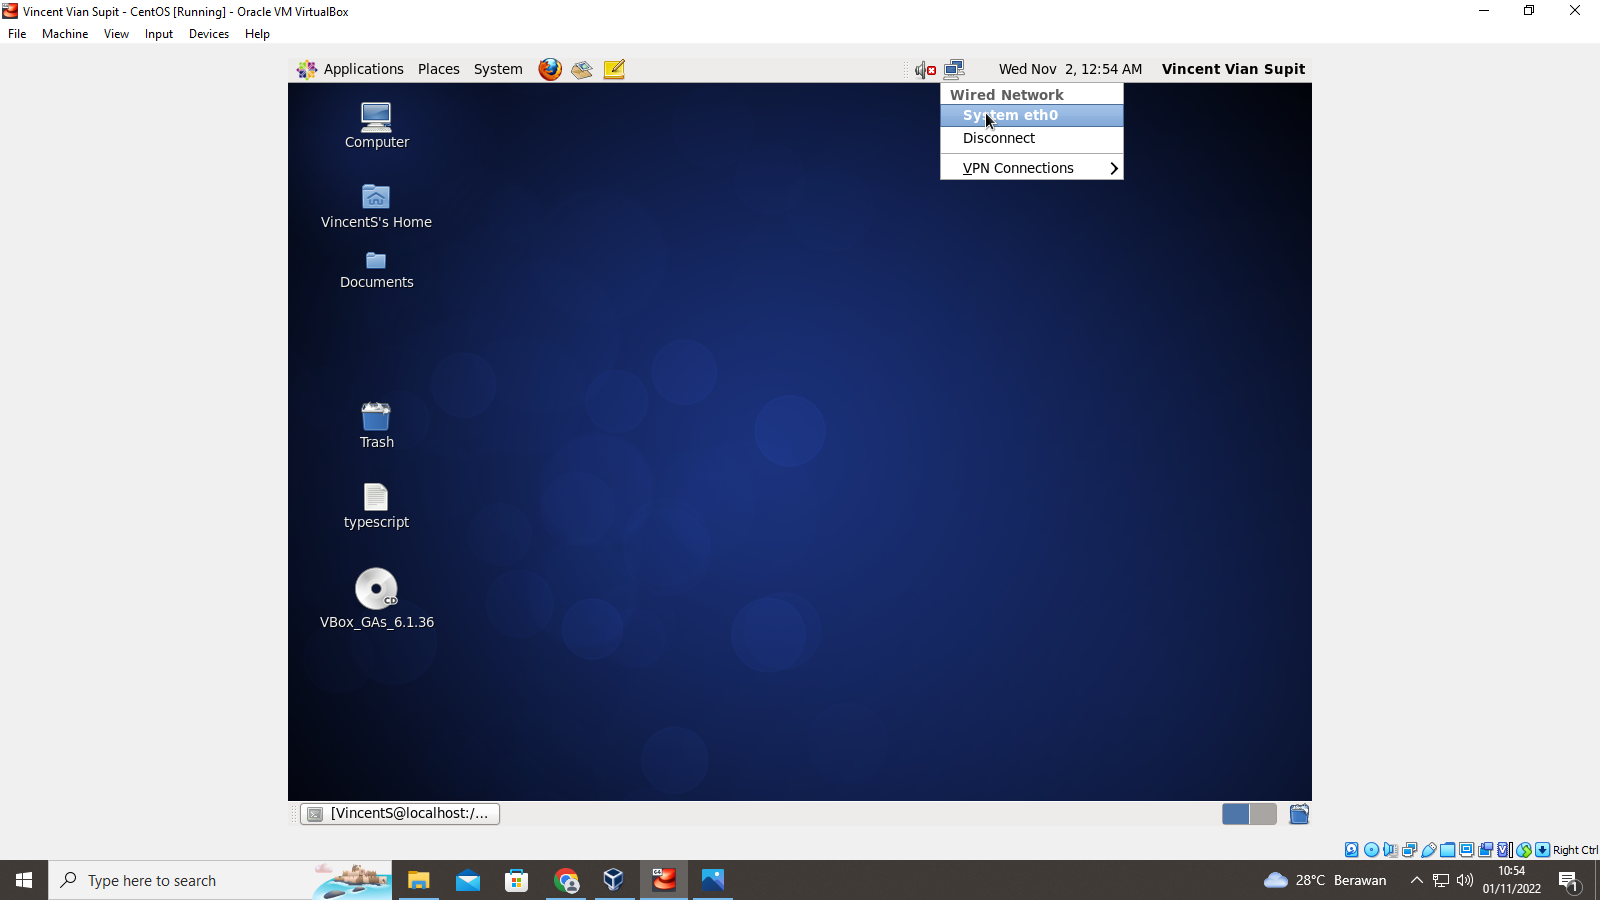 Vincent Vian Supit - CentOS [Running] - Oracle VM VirtualBox
File Machine View Input Devices Help
Applications Places System Wed Nov 2, 12:54 AM Vincent Vian Supit
Wired Network
System eth0
Disconnect
VPN Connections
Computer
VincentS's Home
Documents
Trash
typescript
CD
VBox_GAs_6.1.36
[VincentS@localhost:/...
Right Ctrl
Type here to search
28°C Berawan
10:54
01/11/2022
1